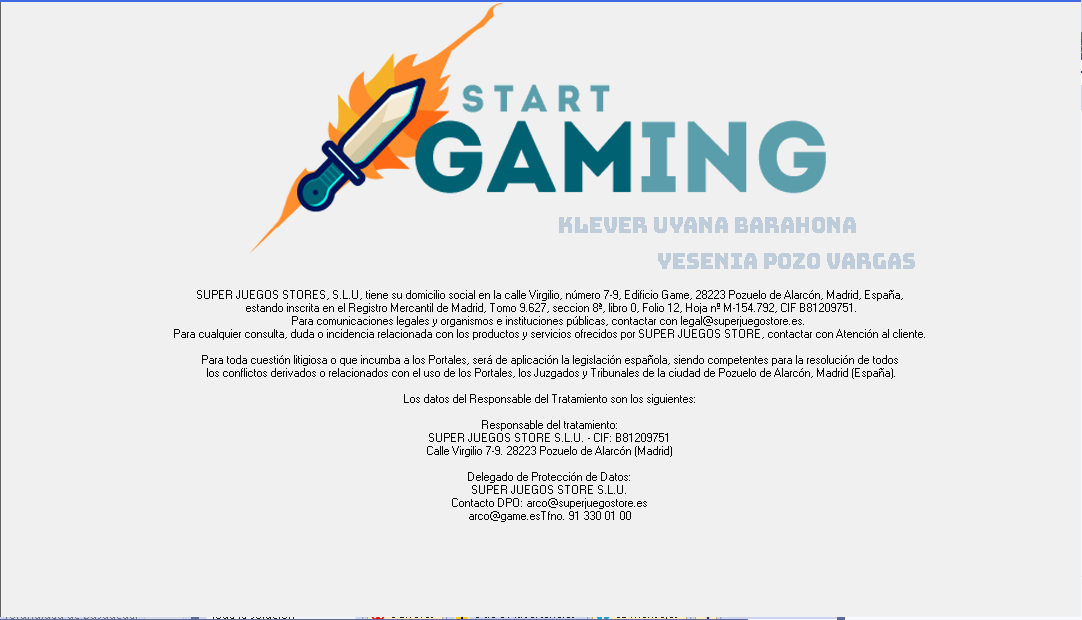 START
GAMING
KLEVER UYANA BARAHONA
YESENIA POZO VARGAS
SUPER JUEGOS STORES, S.L.U, tiene su domicilio social en la calle Virgilio, número 7-9, Edificio Game, 28223 Pozuelo de Alarcón, Madrid, España,
estando inscrita en el Registro Mercantil de Madrid, Tomo 9.627, seccion 8ª, libro 0, Folio 12, Hoja nº M-154.792, CIF B81209751.
Para comunicaciones legales y organismos e instituciones públicas, contactar con legal@superjuegostore.es.
Para cualquier consulta, duda o incidencia relacionada con los productos y servicios ofrecidos por SUPER JUEGOS STORE, contactar con Atención al cliente.
Para toda cuestión litigiosa o que incumba a los Portales, será de aplicación la legislación española, siendo competentes para la resolución de todos
los conflictos derivados o relacionados con el uso de los Portales, los Juzgados y Tribunales de la ciudad de Pozuelo de Alarcón, Madrid (España).
Los datos del Responsable del Tratamiento son los siguientes:
Responsable del tratamiento:
SUPER JUEGOS STORE S.L.U. - CIF: B81209751
Calle Virgilio 7-9. 28223 Pozuelo de Alarcón (Madrid)
Delegado de Protección de Datos:
SUPER JUEGOS STORE S.L.U.
Contacto DPO: arco@superjuegostore.es
arco@game.esTfno. 91 330 01 00